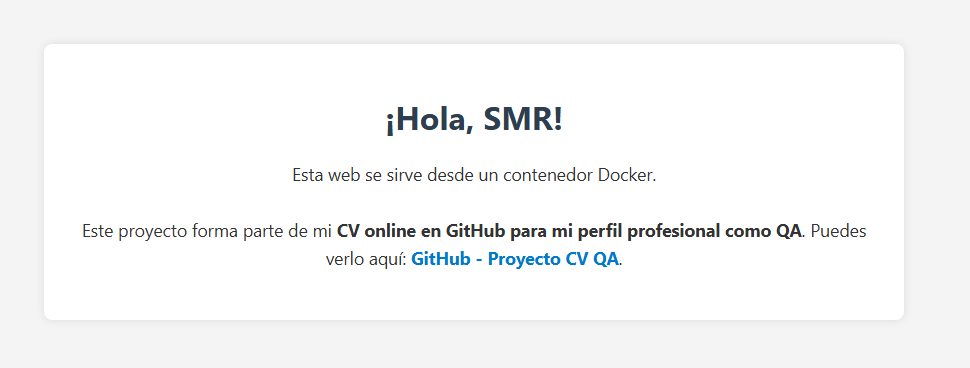 ¡Hola, SMR!
Esta web se sirve desde un contenedor Docker.
Este proyecto forma parte de mi CV online en GitHub para mi perfil profesional como QA. Puedes
verlo aquí: GitHub - Proyecto CV QA.